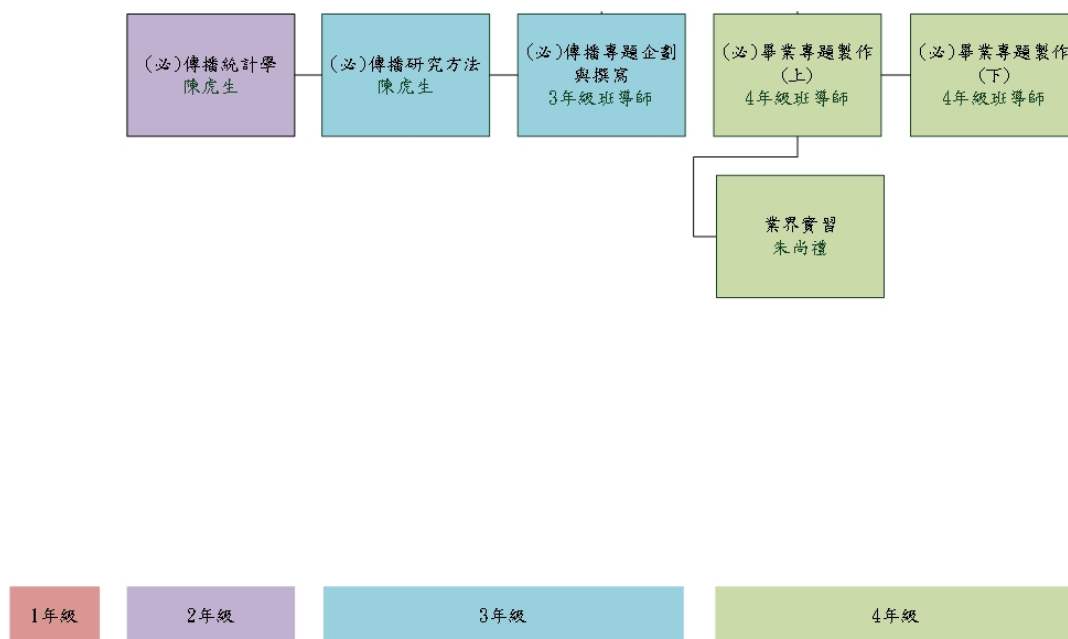 (必)傳播統計學
陳虎生
(必)傳播研究方法
陳虎生
(必)傳播專題企劃
與撰寫
3年級班導師
(必)畢業專題製作
(上)
4年級班導師
(必)畢業專題製作
(下)
4年級班導師
業界實習
朱尚禮
1年級
2年級
3年級
4年級